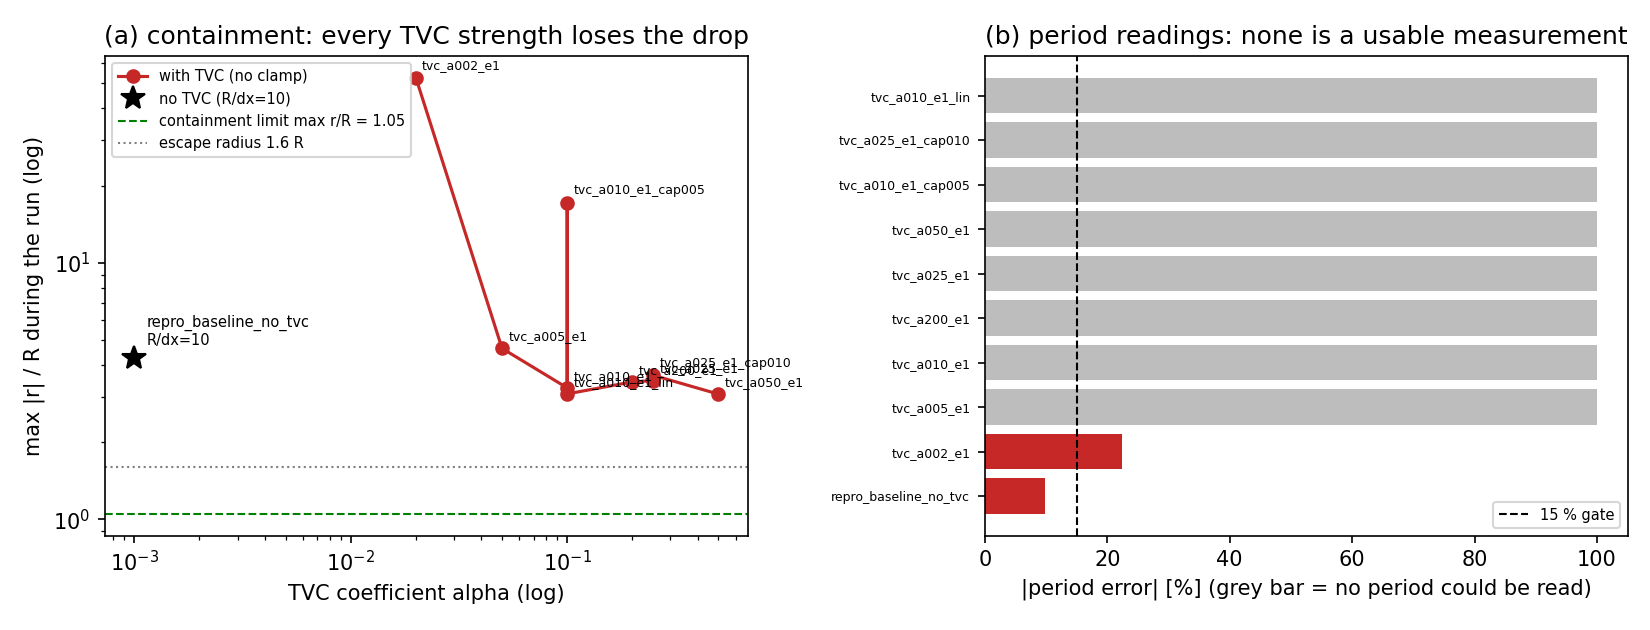 (a) containment: every TVC strength loses the drop
with TVC (no clamp)
no TVC (R/dx=10)
containment limit max r/R = 1.05
escape radius 1.6 R
tvc_a002_e1
tvc_a010_e1_cap005
repro_baseline_no_tvc
R/dx=10
tvc_a005_e1
tvc_a025_e1_cap010
tvc_a010_e1
tvc_a200_e1
tvc_a025_e1
tvc_a010_e1_lin
tvc_a050_e1
10¹
10⁰
max |r| / R during the run (log)
10⁻³
10⁻²
10⁻¹
TVC coefficient alpha (log)
(b) period readings: none is a usable measurement
tvc_a010_e1_lin
tvc_a025_e1_cap010
tvc_a010_e1_cap005
tvc_a050_e1
tvc_a025_e1
tvc_a200_e1
tvc_a010_e1
tvc_a005_e1
tvc_a002_e1
repro_baseline_no_tvc
15 % gate
0
20
40
60
80
100
|period error| [%] (grey bar = no period could be read)